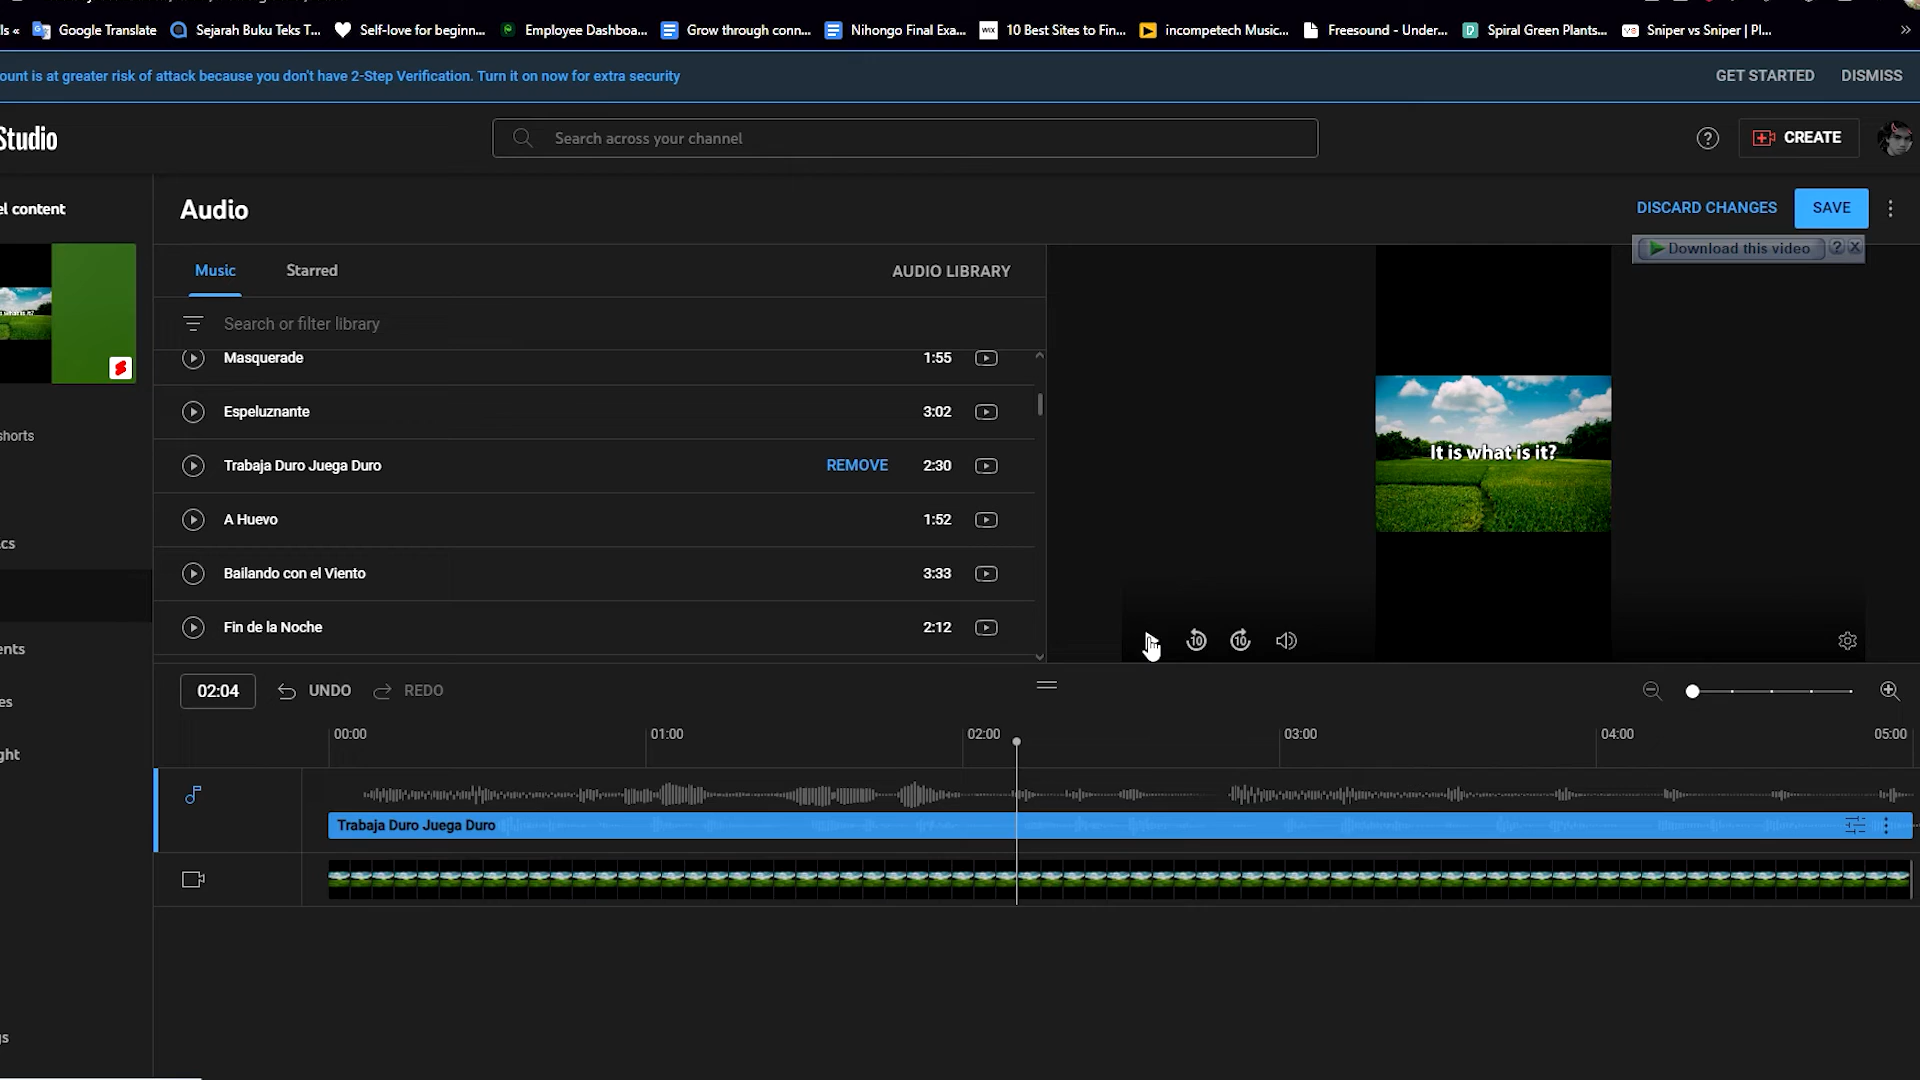 ls «
Google Translate
Sejarah Buku Teks T...
Self-love for beginn...
Employee Dashboa...
Grow through conn...
Nihongo Final Exa...
WIX
10 Best Sites to Fin...
incompetech Music...
Freesound - Under...
Spiral Green Plants...
Sniper vs Sniper | Pl...
»
ount is at greater risk of attack because you don't have 2-Step Verification. Turn it on now for extra security
GET STARTED
DISMISS
Studio
Search across your channel
?
CREATE
el content
Audio
DISCARD CHANGES
SAVE
Download this video
? X
Music
Starred
AUDIO LIBRARY
Search or filter library
Masquerade
1:55
Espeluznante
3:02
Trabaja Duro Juega Duro
REMOVE
2:30
A Huevo
1:52
Bailando con el Viento
3:33
Fin de la Noche
2:12
It is what is it?
10
10
shorts
cs
ents
es
ght
gs
02:04
UNDO
REDO
00:00
01:00
02:00
03:00
04:00
05:00
Trabaja Duro Juega Duro